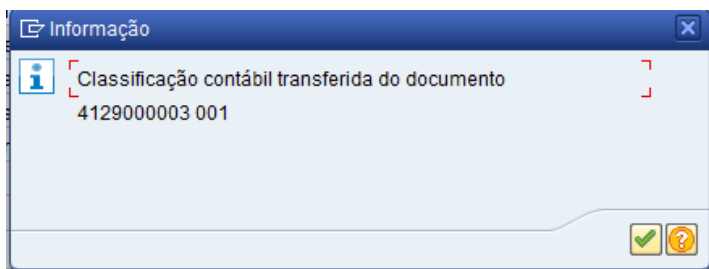 Informação
Classificação contábil transferida do documento
4129000003 001